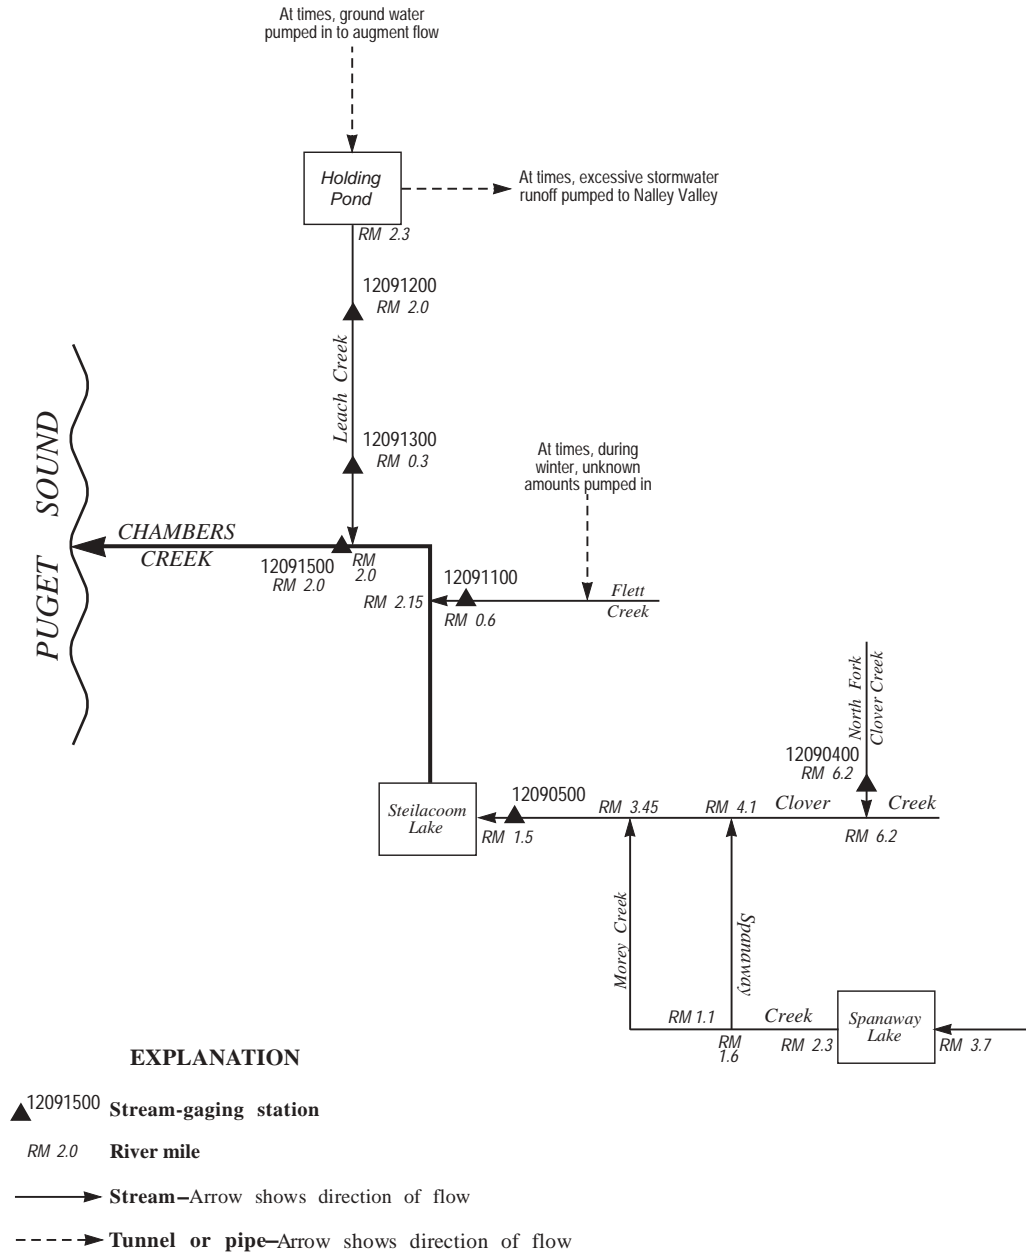 At times, ground water
pumped in to augment flow
Holding
Pond
At times, excessive stormwater
runoff pumped to Nalley Valley
RM 2.3
12091200
RM 2.0
Leach Creek
12091300
RM 0.3
At times, during
winter, unknown
amounts pumped in
PUGET SOUND
CHAMBERS
CREEK
12091500
RM 2.0
RM
2.0
12091100
RM 2.15
RM 0.6
Flett
Creek
North Fork
Clover Creek
12090400
RM 6.2
Steilacoom
Lake
12090500
RM 1.5
RM 3.45
RM 4.1
Clover Creek
RM 6.2
Morey Creek
Spanaway
RM 1.1
Creek
RM
1.6
RM 2.3
Spanaway
Lake
RM 3.7
EXPLANATION
12091500 Stream-gaging station
RM 2.0 River mile
Stream–Arrow shows direction of flow
Tunnel or pipe–Arrow shows direction of flow